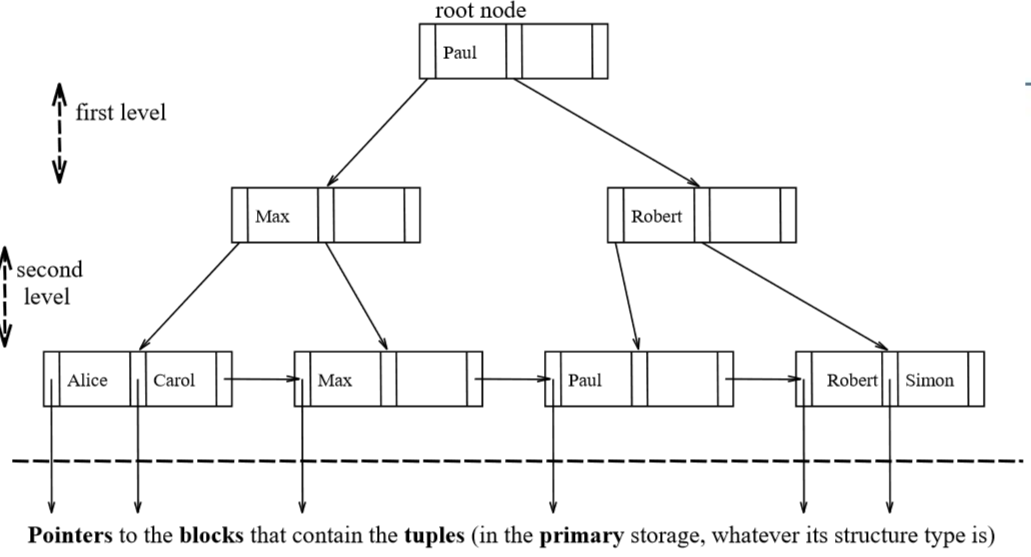 root node
Paul
first level
Max
Robert
second
level
Alice Carol Max Paul Robert Simon
Pointers to the blocks that contain the tuples (in the primary storage, whatever its structure type is)